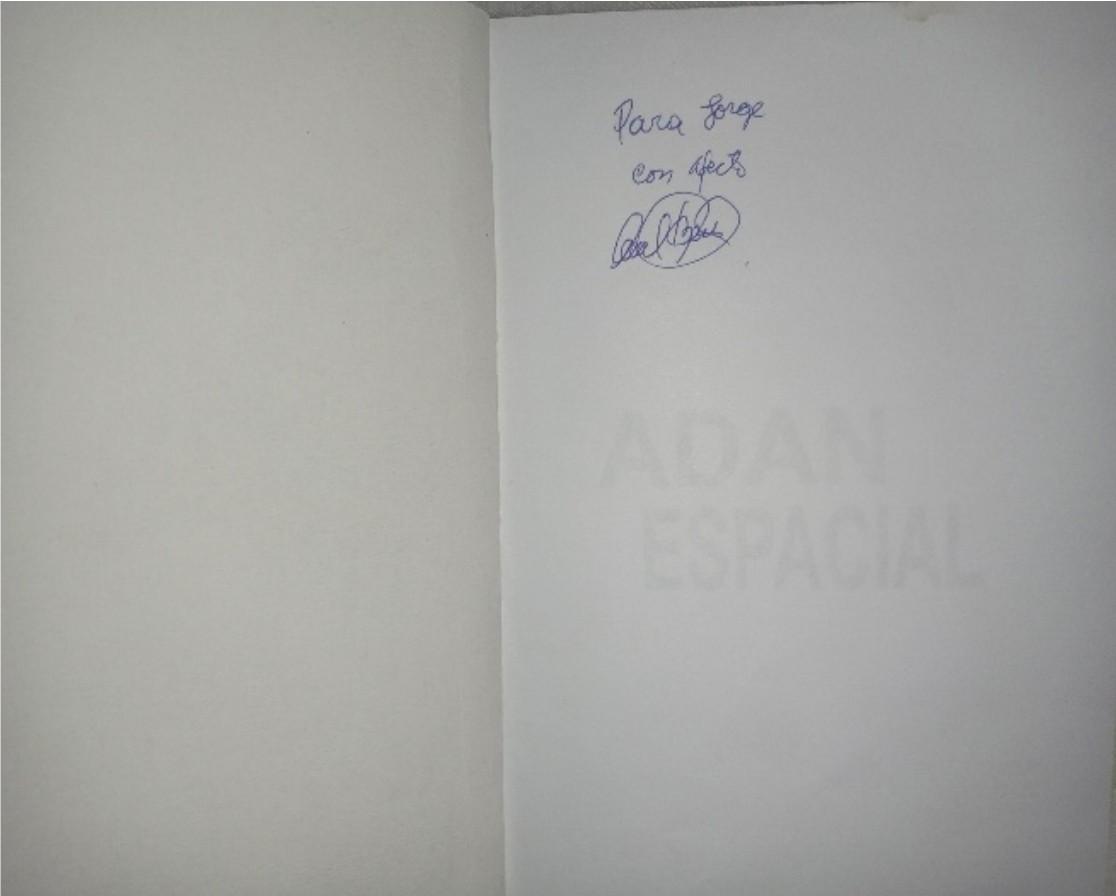 Para Jorge
con afecto
ADAN
ESPACIAL